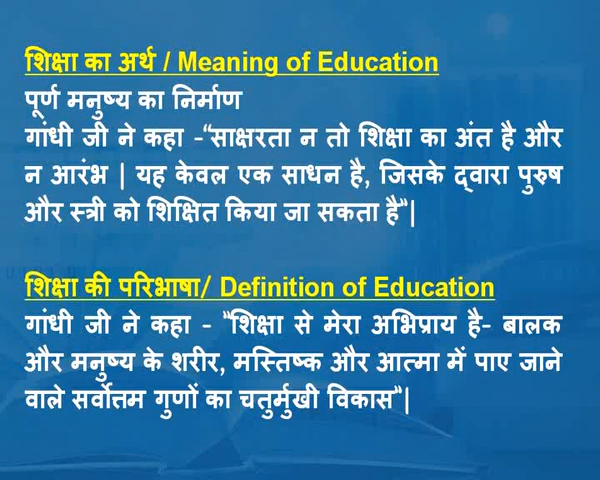 शिक्षा का अर्थ / Meaning of Education
पूर्ण मनुष्य का निर्माण
गांधी जी ने कहा -“साक्षरता न तो शिक्षा का अंत है और
न आरंभ | यह केवल एक साधन है, जिसके द्वारा पुरुष
और स्त्री को शिक्षित किया जा सकता है”|
शिक्षा की परिभाषा/ Definition of Education
गांधी जी ने कहा - “शिक्षा से मेरा अभिप्राय है- बालक
और मनुष्य के शरीर, मस्तिष्क और आत्मा में पाए जाने
वाले सर्वोत्तम गुणों का चतुर्मुखी विकास”|